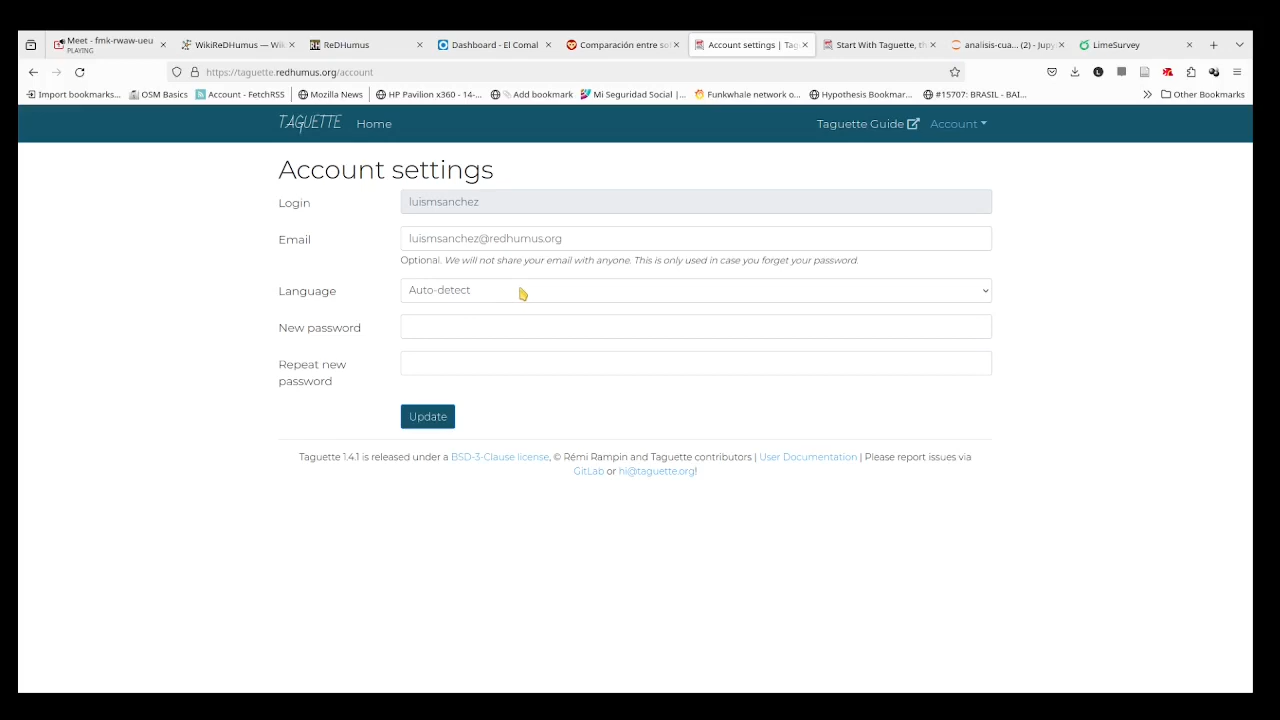 Meet - fmk-rwaw-ueu
PLAYING
WikiReDHumus — Wiki
ReDHumus
Dashboard - El Comal
Comparación entre sol
Account settings | Tag
Start With Taguette, th
analisis-cua... (2) - Jupy
LimeSurvey
https://taguette.redhumus.org/account
Import bookmarks...
OSM Basics
Account - FetchRSS
Mozilla News
HP Pavilion x360 - 14-...
Add bookmark
Mi Seguridad Social |...
Funkwhale network o...
Hypothesis Bookmar...
#15707: BRASIL - BAI...
Other Bookmarks
TAGUETTE
Home
Taguette Guide
Account
Account settings
Login
luismsanchez
Email
luismsanchez@redhumus.org
Optional. We will not share your email with anyone. This is only used in case you forget your password.
Language
Auto-detect
New password
Repeat new
password
Update
Taguette 1.4.1 is released under a BSD-3-Clause license, © Rémi Rampin and Taguette contributors | User Documentation | Please report issues via
GitLab or hi@taguette.org!